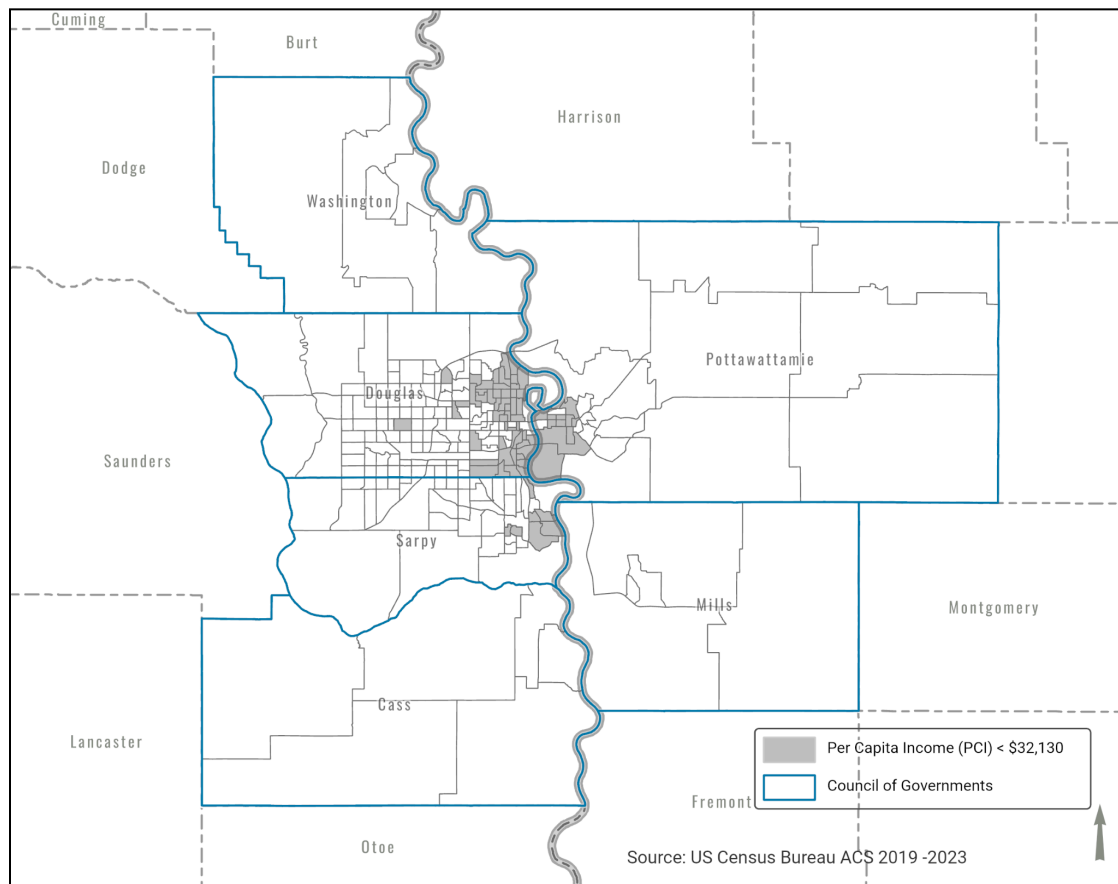 Cuming
Burt
Harrison
Dodge
Washington
Pottawattamie
Douglas
Saunders
Sarpy
Mills
Montgomery
Cass
Lancaster
Per Capita Income (PCI) < $32,130
Council of Governments
Fremont
Otoe
Source: US Census Bureau ACS 2019 -2023